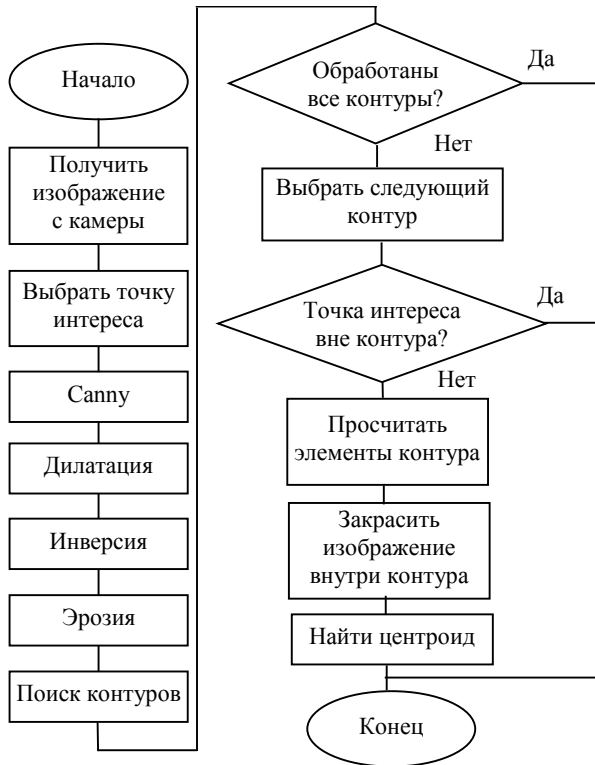 Начало
Получить
изображение
с камеры
Выбрать точку
интереса
Canny
Дилатация
Инверсия
Эрозия
Поиск контуров
Обработаны
все контуры?
Да
Нет
Выбрать следующий
контур
Точка интереса
вне контура?
Да
Нет
Просчитать
элементы контура
Закрасить
изображение
внутри контура
Найти центроид
Конец